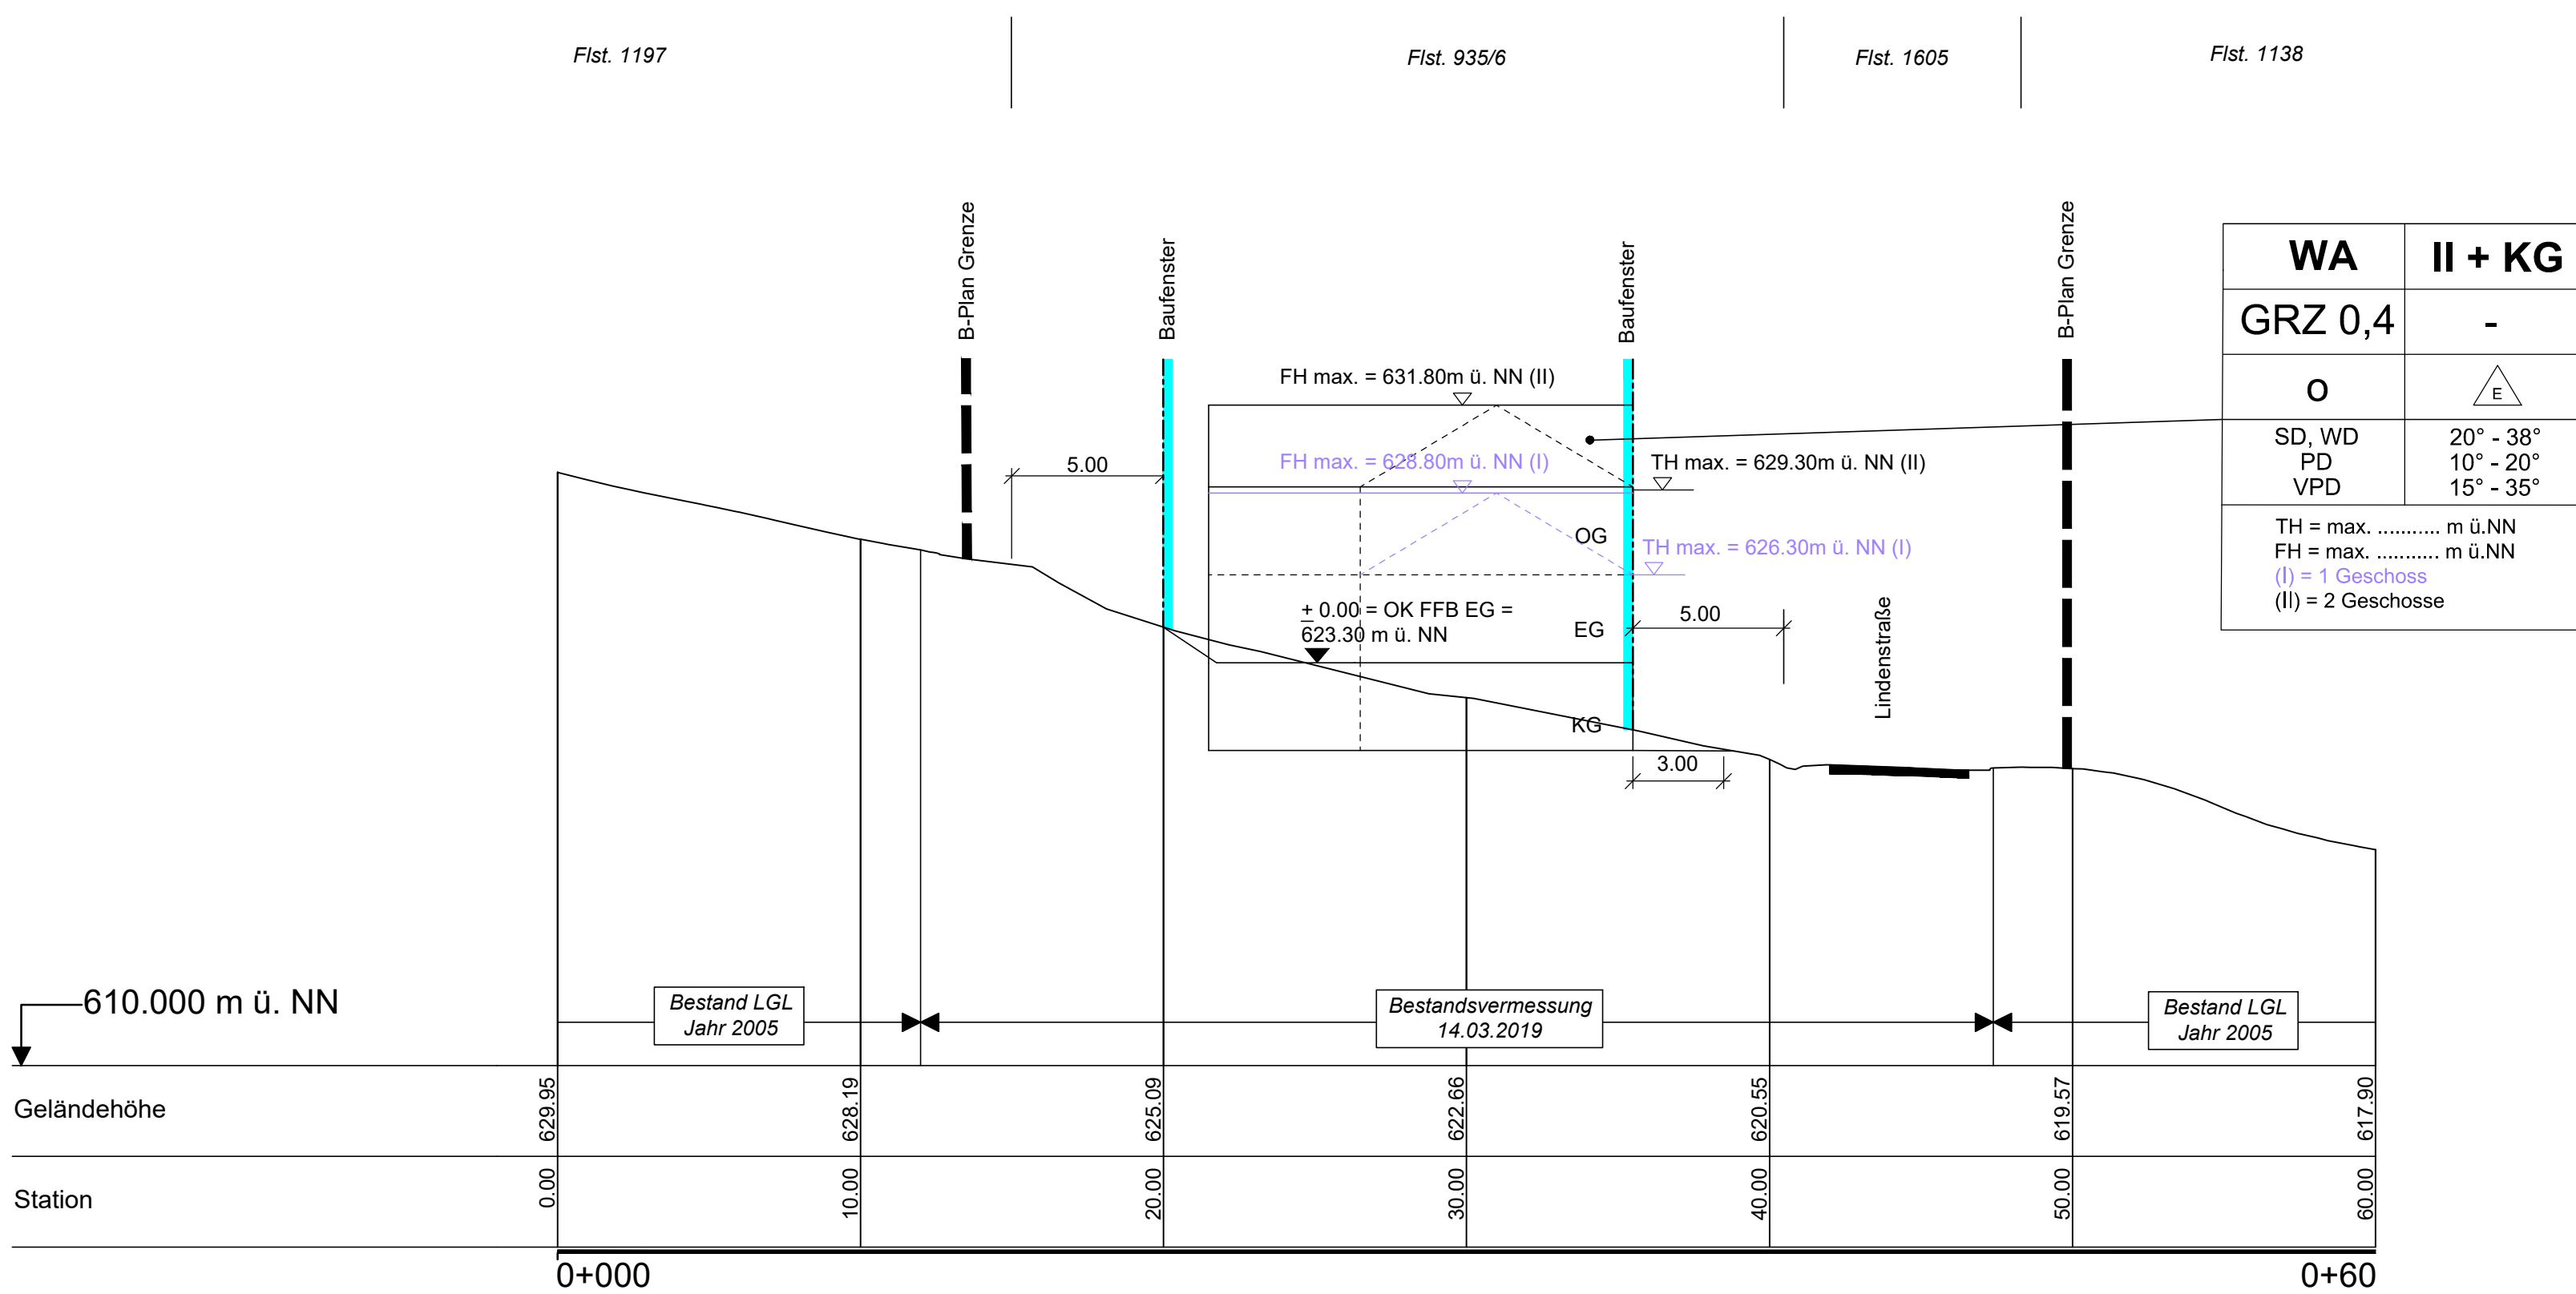 Flst. 1197
Flst. 935/6
Flst. 1605
Flst. 1138
B-Plan Grenze
Baufenster
Baufenster
B-Plan Grenze
WA
II + KG
GRZ 0,4
-
O
E
SD, WD
20° - 38°
PD
10° - 20°
VPD
15° - 35°
TH = max. ........... m ü.NN
FH = max. ........... m ü.NN
(I) = 1 Geschoss
(II) = 2 Geschosse
FH max. = 631.80m ü. NN (II)
5.00
FH max. = 628.80m ü. NN (I)
TH max. = 629.30m ü. NN (II)
OG
TH max. = 626.30m ü. NN (I)
± 0.00 = OK FFB EG =
623.30 m ü. NN
EG
5.00
Lindenstraße
KG
3.00
610.000 m ü. NN
Bestand LGL
Jahr 2005
Bestandsvermessung
14.03.2019
Bestand LGL
Jahr 2005
Geländehöhe
629.95
628.19
625.09
622.66
620.55
619.57
617.90
Station
0.00
10.00
20.00
30.00
40.00
50.00
60.00
0+000
0+60